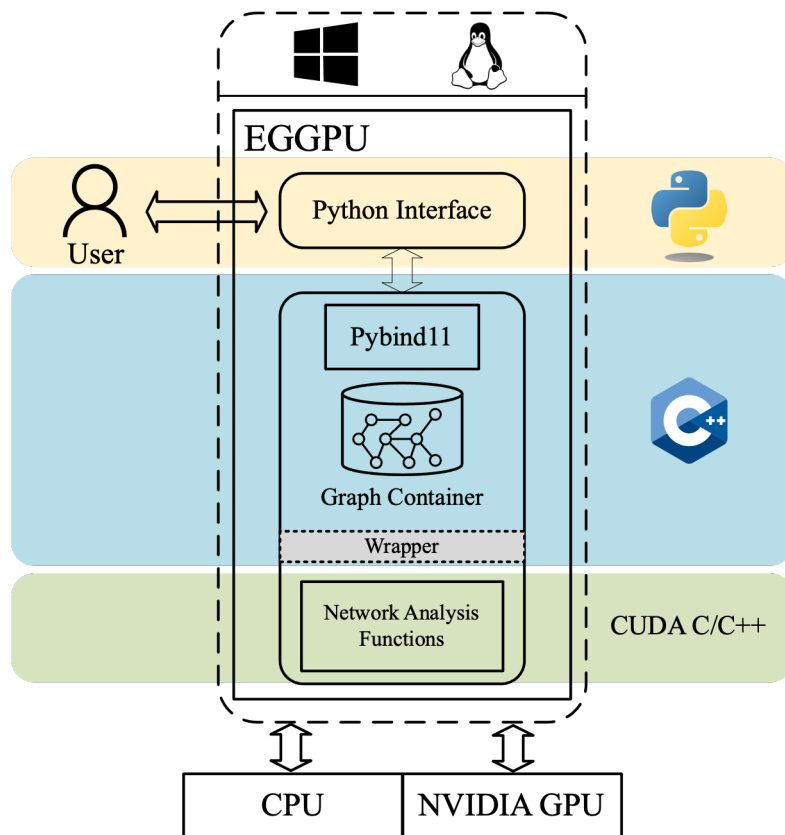 EGGPU
Python Interface
User
Pybind11
C++
Graph Container
Wrapper
Network Analysis
Functions
CUDA C/C++
CPU
NVIDIA GPU